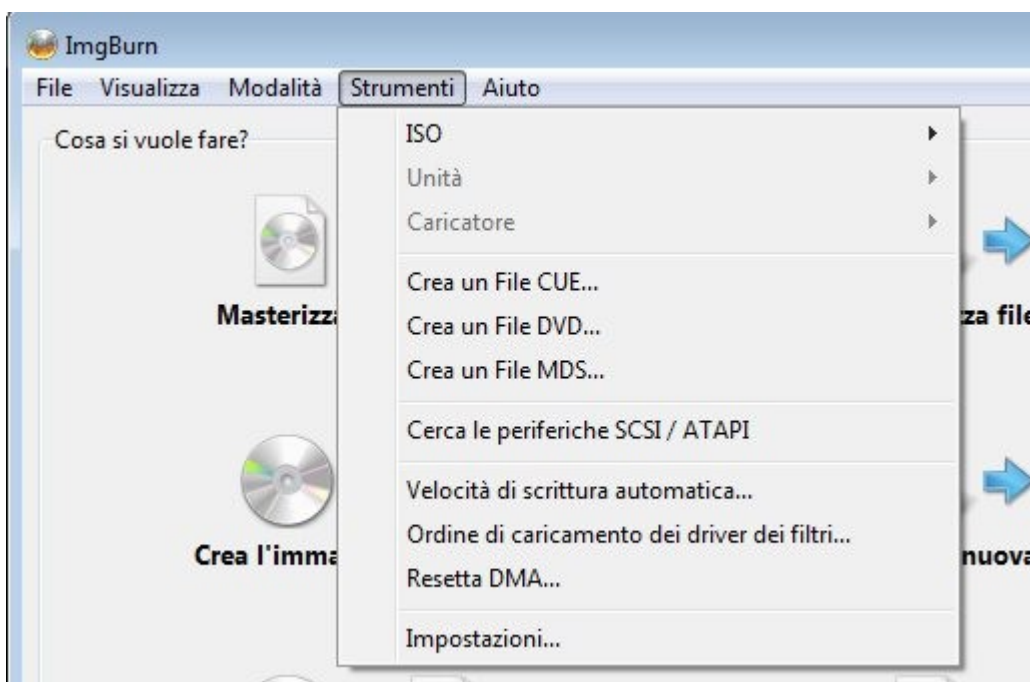 ImgBurn
File Visualizza Modalità Strumenti Aiuto
Cosa si vuole fare?
ISO
Unità
Caricatore
Crea un File CUE...
Crea un File DVD...
Crea un File MDS...
Cerca le periferiche SCSI / ATAPI
Velocità di scrittura automatica...
Ordine di caricamento dei driver dei filtri...
Resetta DMA...
Impostazioni...
Masterizza
za file
Crea l'imma
nuova